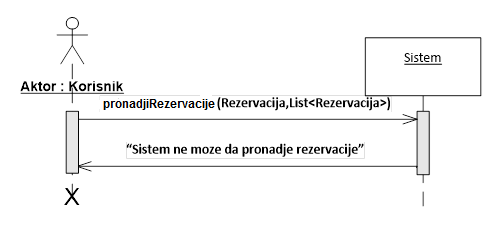 Sistem
Aktor : Korisnik
pronadjiRezervacije (Rezervacija,List<Rezervacija>)
“Sistem ne moze da pronadje rezervacije”